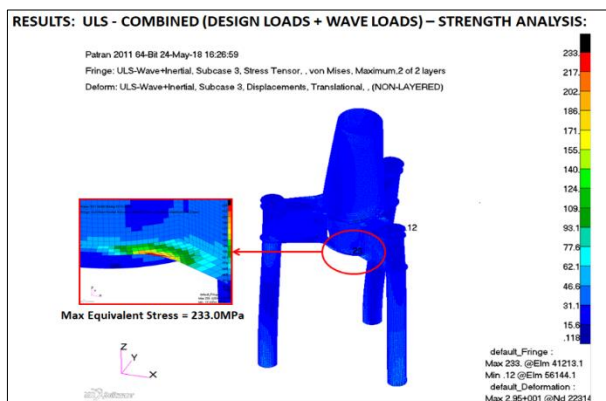 RESULTS: ULS - COMBINED (DESIGN LOADS + WAVE LOADS) – STRENGTH ANALYSIS:
Patran 2011 64-Bit 24-May-18 16:26:59
Fringe: ULS-Wave+Inertial, Subcase 3, Stress Tensor, , von Mises, Maximum,2 of 2 layers
Deform: ULS-Wave+Inertial, Subcase 3, Displacements, Translational, , (NON-LAYERED)
233.
217.
202.
186.
171.
155.
140.
124.
109.
93.1
77.6
62.1
46.6
31.1
15.6
.118
12
Max Equivalent Stress = 233.0MPa
Z
Y
X
default_Fringe :
Max 233. @Elm 41213.1
Min .12 @Elm 56144.1
default_Deformation :
Max 2.95+001 @Nd 22314